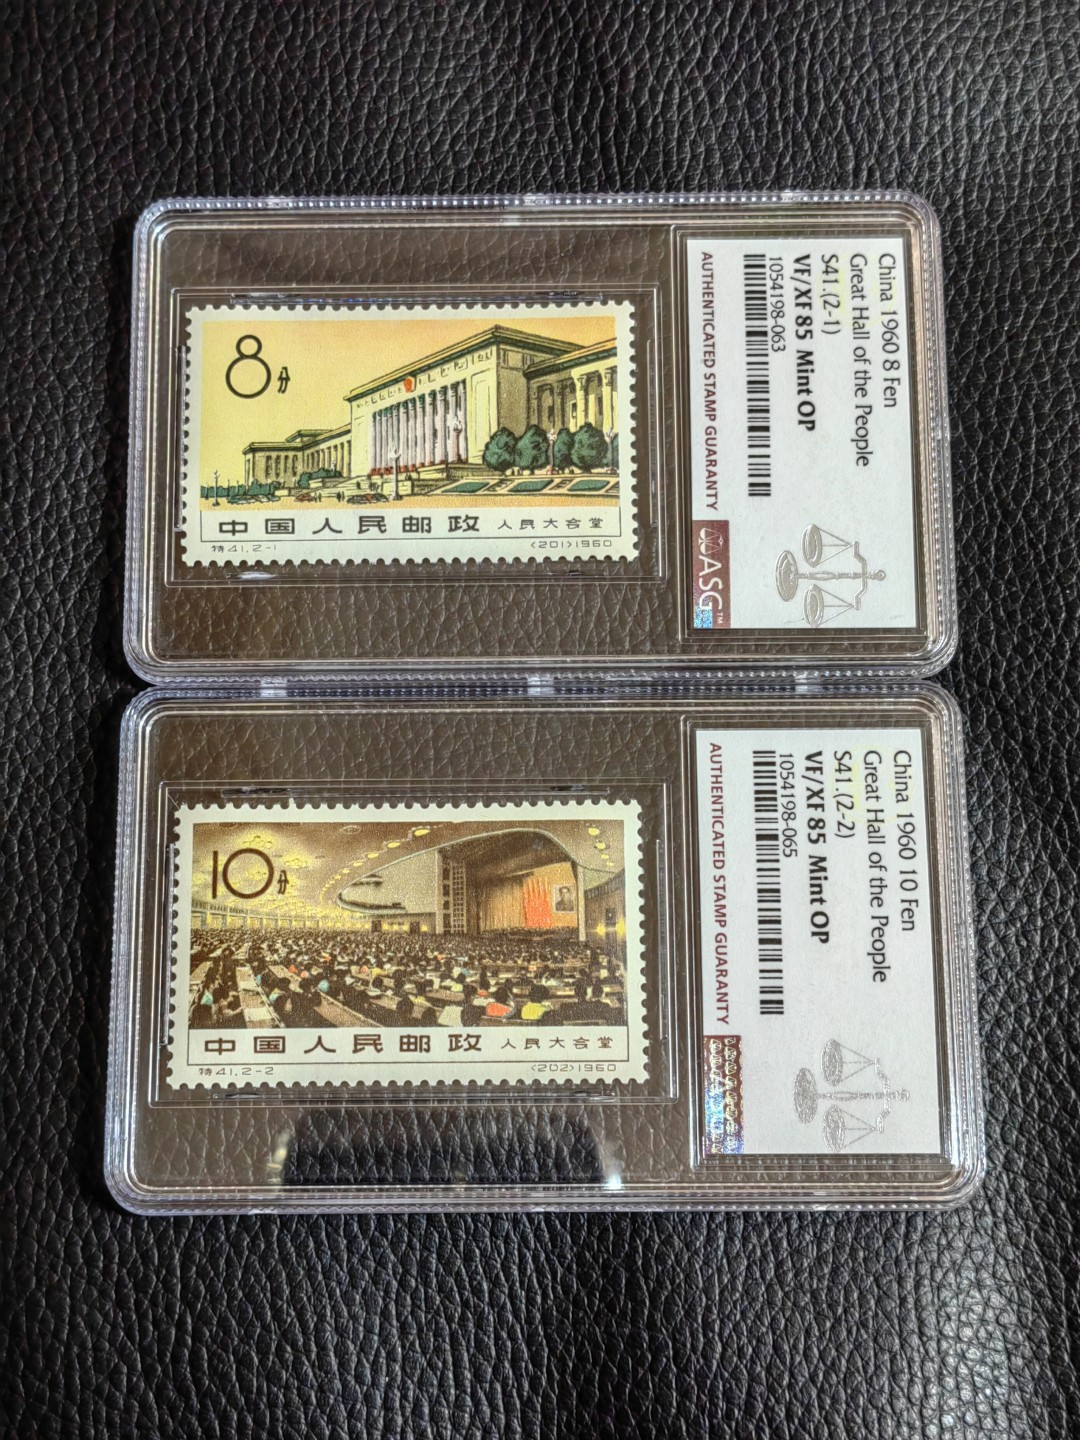 8分
中国人民邮政 人民大会堂
特41.2-1 (201)1960
China 1960 8 Fen
Great Hall of the People
S41.(2-1)
VF/XF 85 Mint OP
1054198-063
AUTHENTICATED STAMP GUARANTY
ASG™
10分
中国人民邮政 人民大会堂
特41.2-2 (202)1960
China 1960 10 Fen
Great Hall of the People
S41.(2-2)
VF/XF 85 Mint OP
1054198-065
AUTHENTICATED STAMP GUARANTY